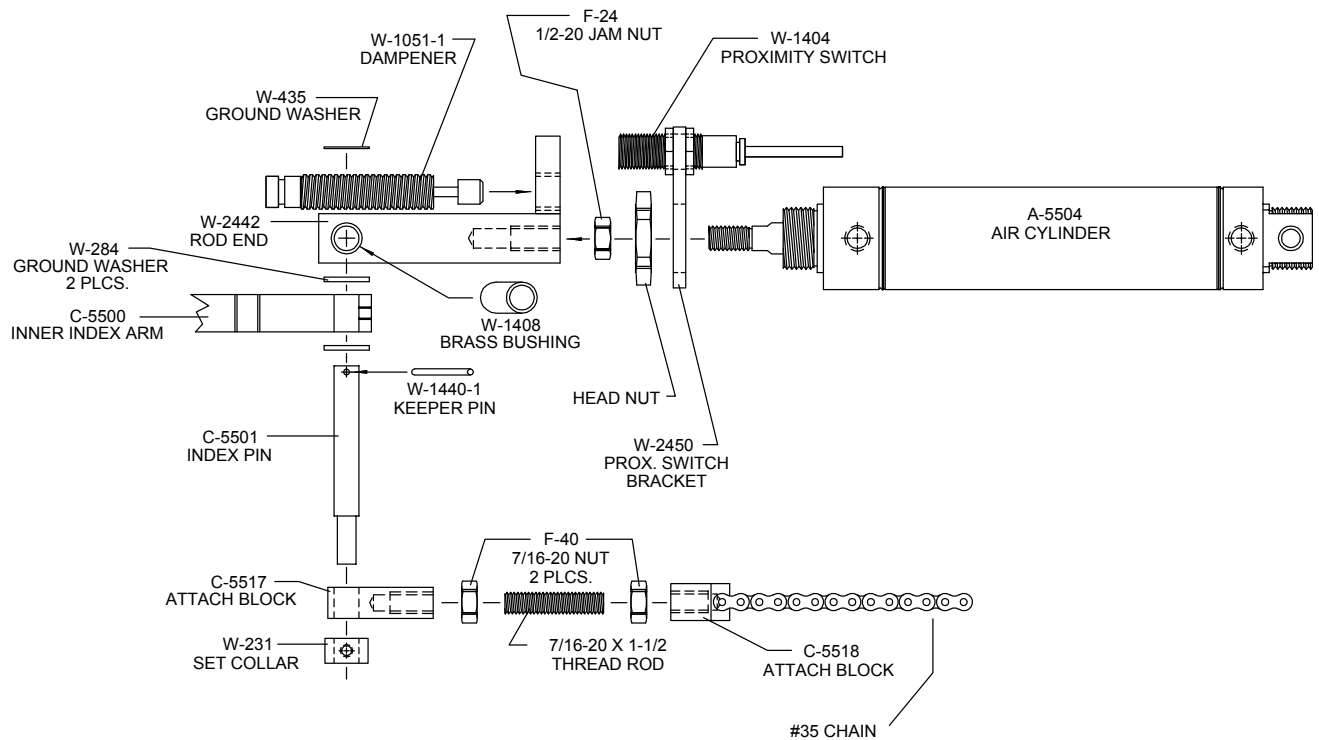 F-24
1/2-20 JAM NUT
W-1404
PROXIMITY SWITCH
W-1051-1
DAMPENER
W-435
GROUND WASHER
W-2442
ROD END
A-5504
AIR CYLINDER
W-284
GROUND WASHER
2 PLCS.
C-5500
INNER INDEX ARM
W-1408
BRASS BUSHING
W-1440-1
KEEPER PIN
HEAD NUT
C-5501
INDEX PIN
W-2450
PROX. SWITCH
BRACKET
F-40
7/16-20 NUT
2 PLCS.
C-5517
ATTACH BLOCK
W-231
SET COLLAR
7/16-20 X 1-1/2
THREAD ROD
C-5518
ATTACH BLOCK
#35 CHAIN